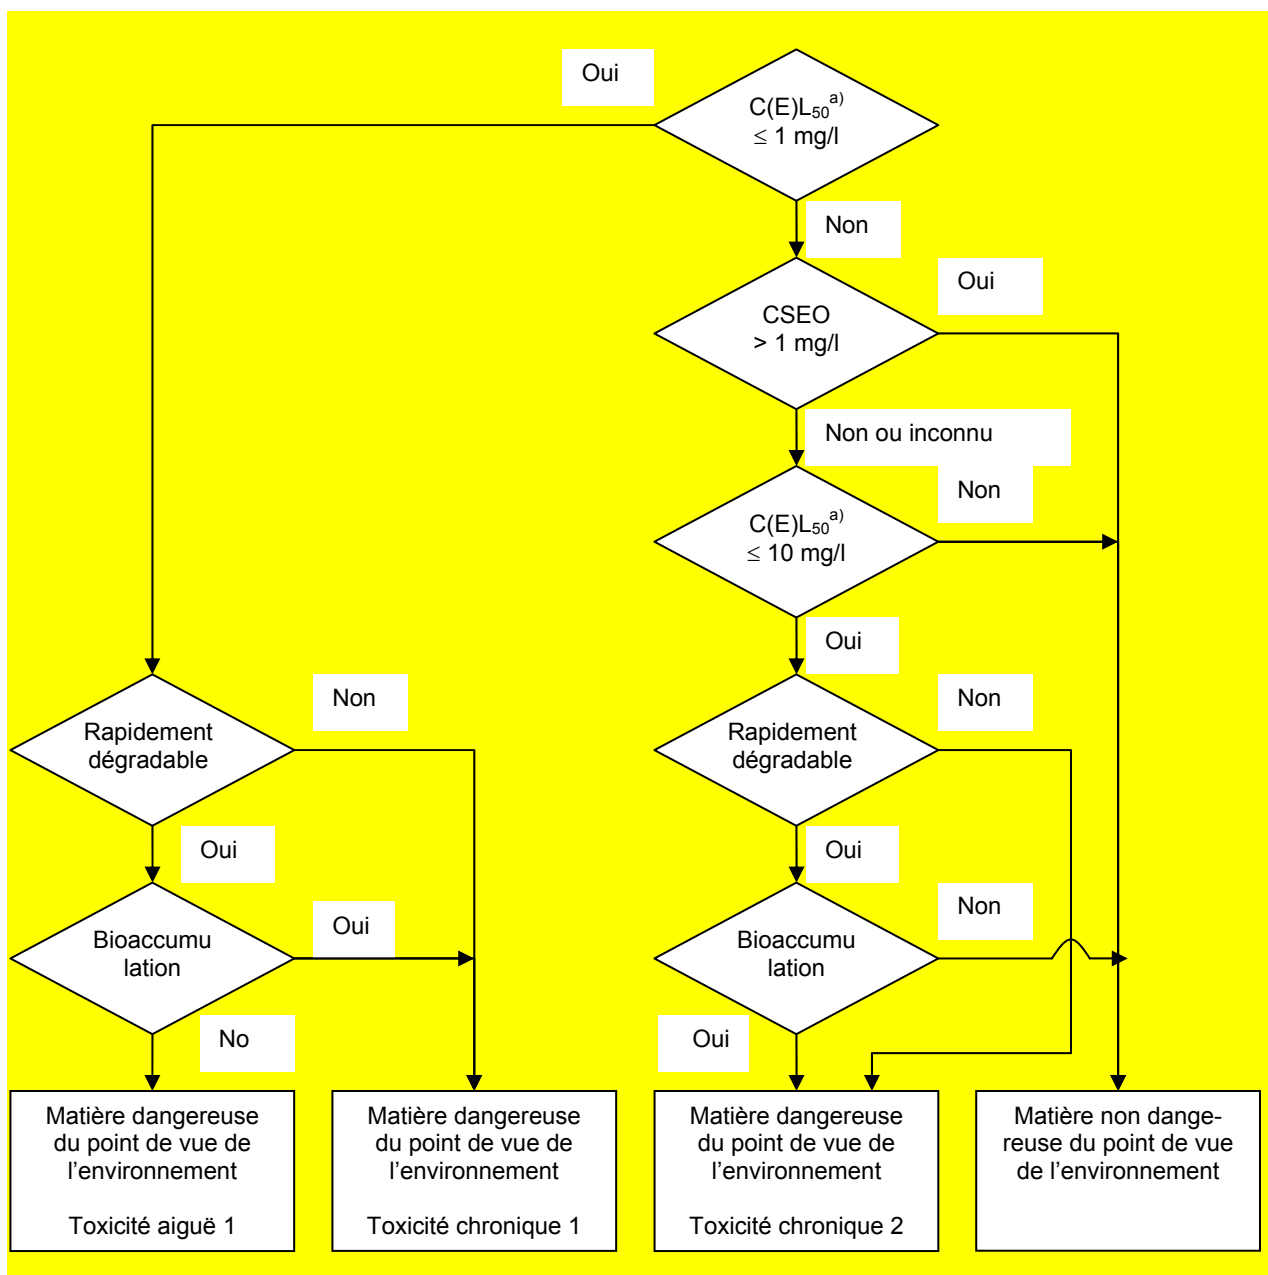 Oui
C(E)L50a)
≤ 1 mg/l
Non
Oui
CSEO
> 1 mg/l
Non ou inconnu
Non
C(E)L50a)
≤ 10 mg/l
Oui
Non
Non
Rapidement
dégradable
Rapidement
dégradable
Oui
Oui
Oui
Non
Bioaccumu
lation
Bioaccumu
lation
No
Oui
Matière dangereuse
du point de vue de
l’environnement
Toxicité aiguë 1
Matière dangereuse
du point de vue de
l’environnement
Toxicité chronique 1
Matière dangereuse
du point de vue de
l’environnement
Toxicité chronique 2
Matière non dange-
reuse du point de vue
de l’environnement